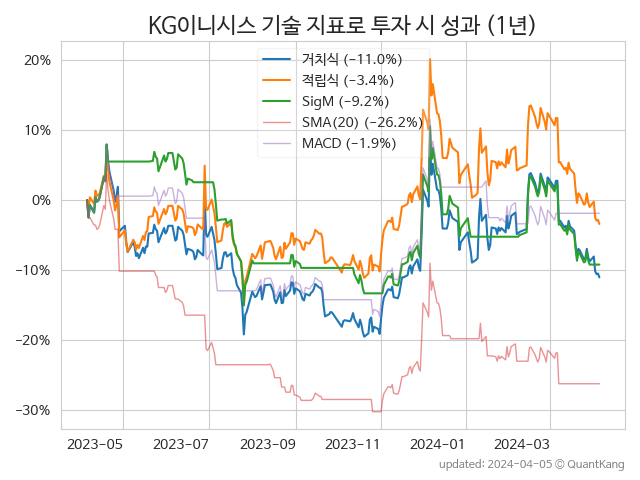 KG이니시스 기술 지표로 투자 시 성과 (1년)
거치식 (−11.0%)
적립식 (−3.4%)
SigM (−9.2%)
SMA(20) (−26.2%)
MACD (−1.9%)
20%
10%
0%
−10%
−20%
−30%
2023-05 2023-07 2023-09 2023-11 2024-01 2024-03
updated: 2024-04-05 © QuantKang